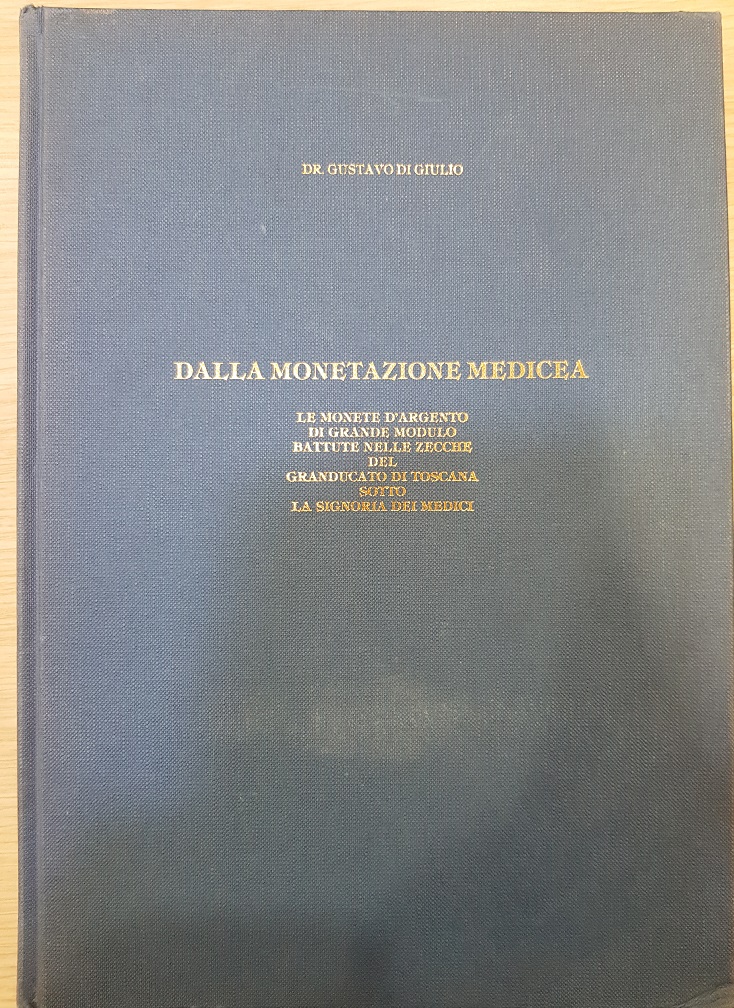 DR. GUSTAVO DI GIULIO
DALLA MONETAZIONE MEDICEA
LE MONETE D'ARGENTO
DI GRANDE MODULO
BATTUTE NELLE ZECCHE
DEL
GRANDUCATO DI TOSCANA
SOTTO
LA SIGNORIA DEI MEDICI